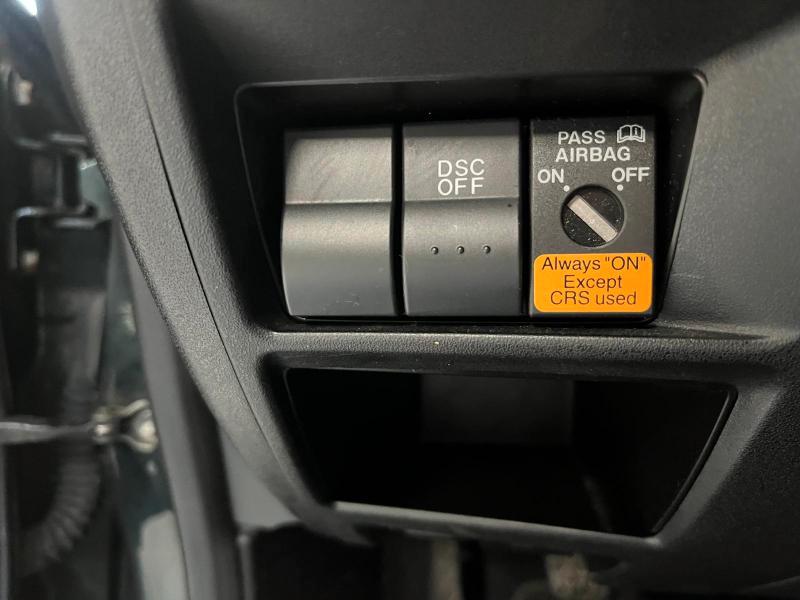 DSC
OFF
PASS
AIRBAG
ON OFF
Always "ON"
Except
CRS used